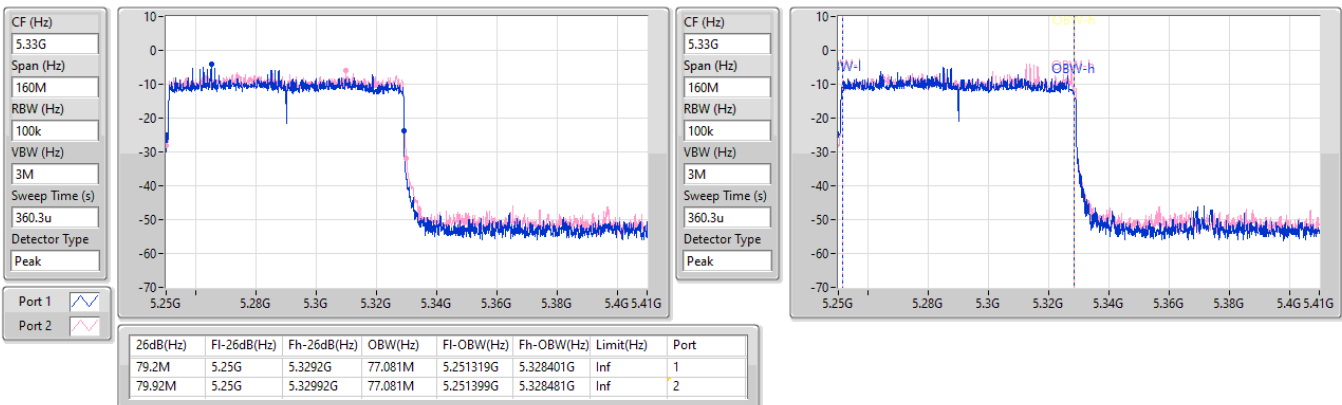 CF (Hz)
5.33G
Span (Hz)
160M
RBW (Hz)
100k
VBW (Hz)
3M
Sweep Time (s)
360.3u
Detector Type
Peak
Port 1
Port 2
10-
0-
-10-
-20-
-30-
-40-
-50-
-60-
-70-
5.25G 5.28G 5.3G 5.32G 5.34G 5.36G 5.38G 5.4G 5.41G
CF (Hz)
5.33G
Span (Hz)
160M
RBW (Hz)
100k
VBW (Hz)
3M
Sweep Time (s)
360.3u
Detector Type
Peak
10-
0-
-10-
-20-
-30-
-40-
-50-
-60-
-70-
W-l
OBW-h
5.25G 5.28G 5.3G 5.32G 5.34G 5.36G 5.38G 5.4G 5.41G
26dB(Hz) Fl-26dB(Hz) Fh-26dB(Hz) OBW(Hz) Fl-OBW(Hz) Fh-OBW(Hz) Limit(Hz) Port
79.2M 5.25G 5.3292G 77.081M 5.251319G 5.328401G Inf 1
79.92M 5.25G 5.32992G 77.081M 5.251399G 5.328481G Inf 2